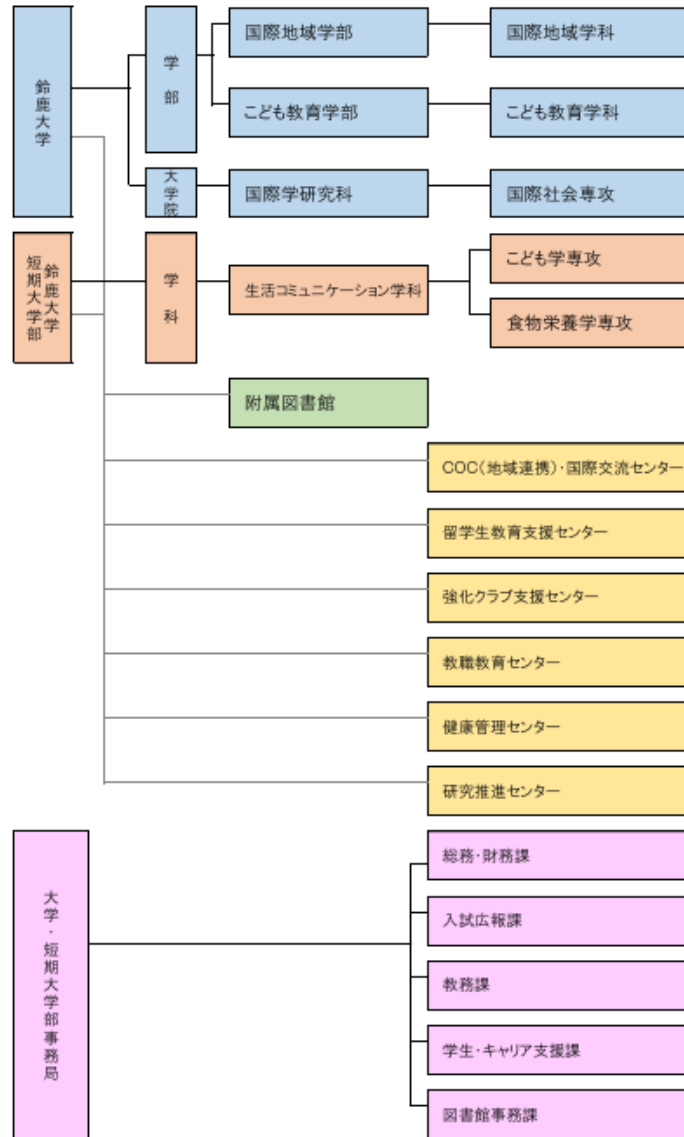 鈴鹿大学
学部
国際地域学部
国際地域学科
こども教育学部
こども教育学科
大学院
国際学研究科
国際社会専攻
鈴鹿大学
短期大学部
学科
生活コミュニケーション学科
こども学専攻
食物栄養学専攻
附属図書館
COC(地域連携)・国際交流センター
留学生教育支援センター
強化クラブ支援センター
教職教育センター
健康管理センター
研究推進センター
大学・短期大学部事務局
総務・財務課
入試広報課
教務課
学生・キャリア支援課
図書館事務課